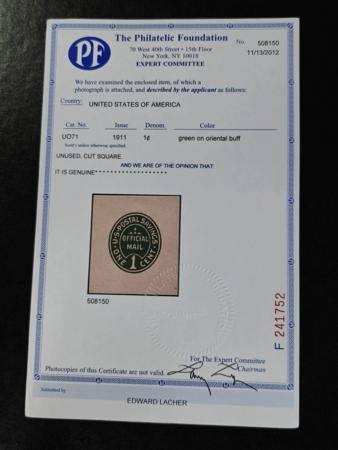 PF
The Philatelic Foundation
70 West 40th Street • 15th Floor
New York, NY 10018
EXPERT COMMITTEE
No. 508150
11/13/2012
We have examined the enclosed item, of which a
photograph is attached, and described by the applicant as follows:
Country: UNITED STATES OF AMERICA
Cat. No. Issue Denom. Color
UO71 1911 1¢ green on oriental buff
Scott's unless otherwise specified.
UNUSED, CUT SQUARE.
AND WE ARE OF THE OPINION THAT:
IT IS GENUINE********************
U.S. POSTAL SAVINGS
OFFICIAL
MAIL
1
ONE CENT
508150
F 241752
For The Expert Committee
Photocopies of this Certificate are not valid.
Chairman
EDWARD LACHER